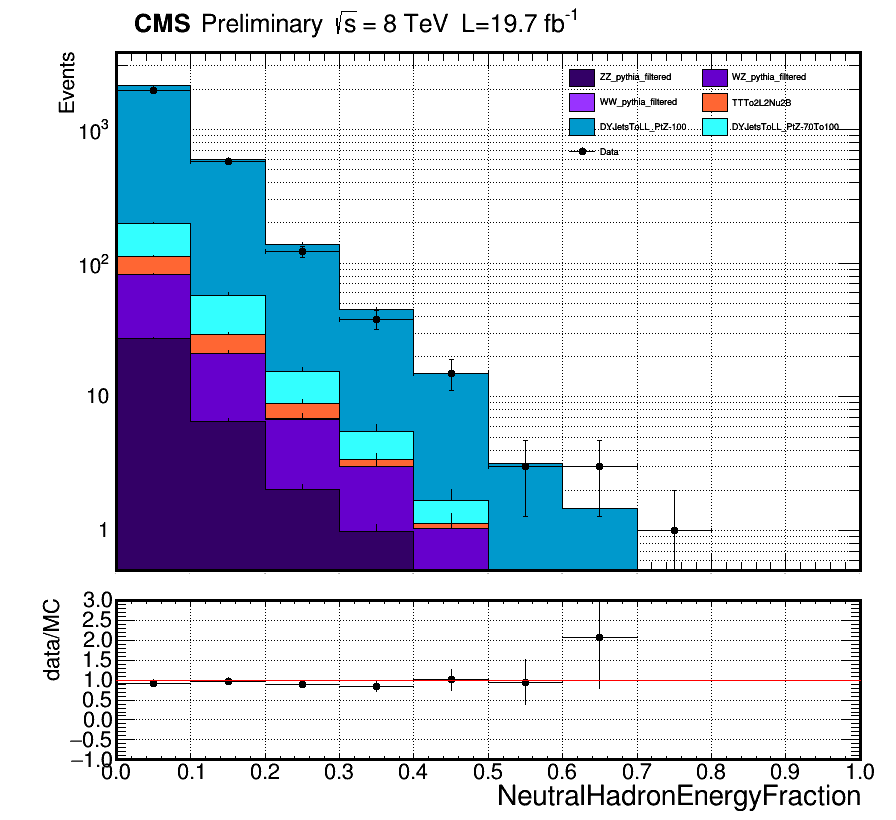 CMS Preliminary √s = 8 TeV L=19.7 fb⁻¹
Events
ZZ_pythia_filtered WZ_pythia_filtered
WW_pythia_filtered TTTo2L2Nu2B
DYJetsToLL_PtZ-100 DYJetsToLL_PtZ-70To100
Data
10³
10²
10
1
data/MC
3.0
2.5
2.0
1.5
1.0
0.5
0.0
−0.5
−1.0
0.0 0.1 0.2 0.3 0.4 0.5 0.6 0.7 0.8 0.9 1.0
NeutralHadronEnergyFraction